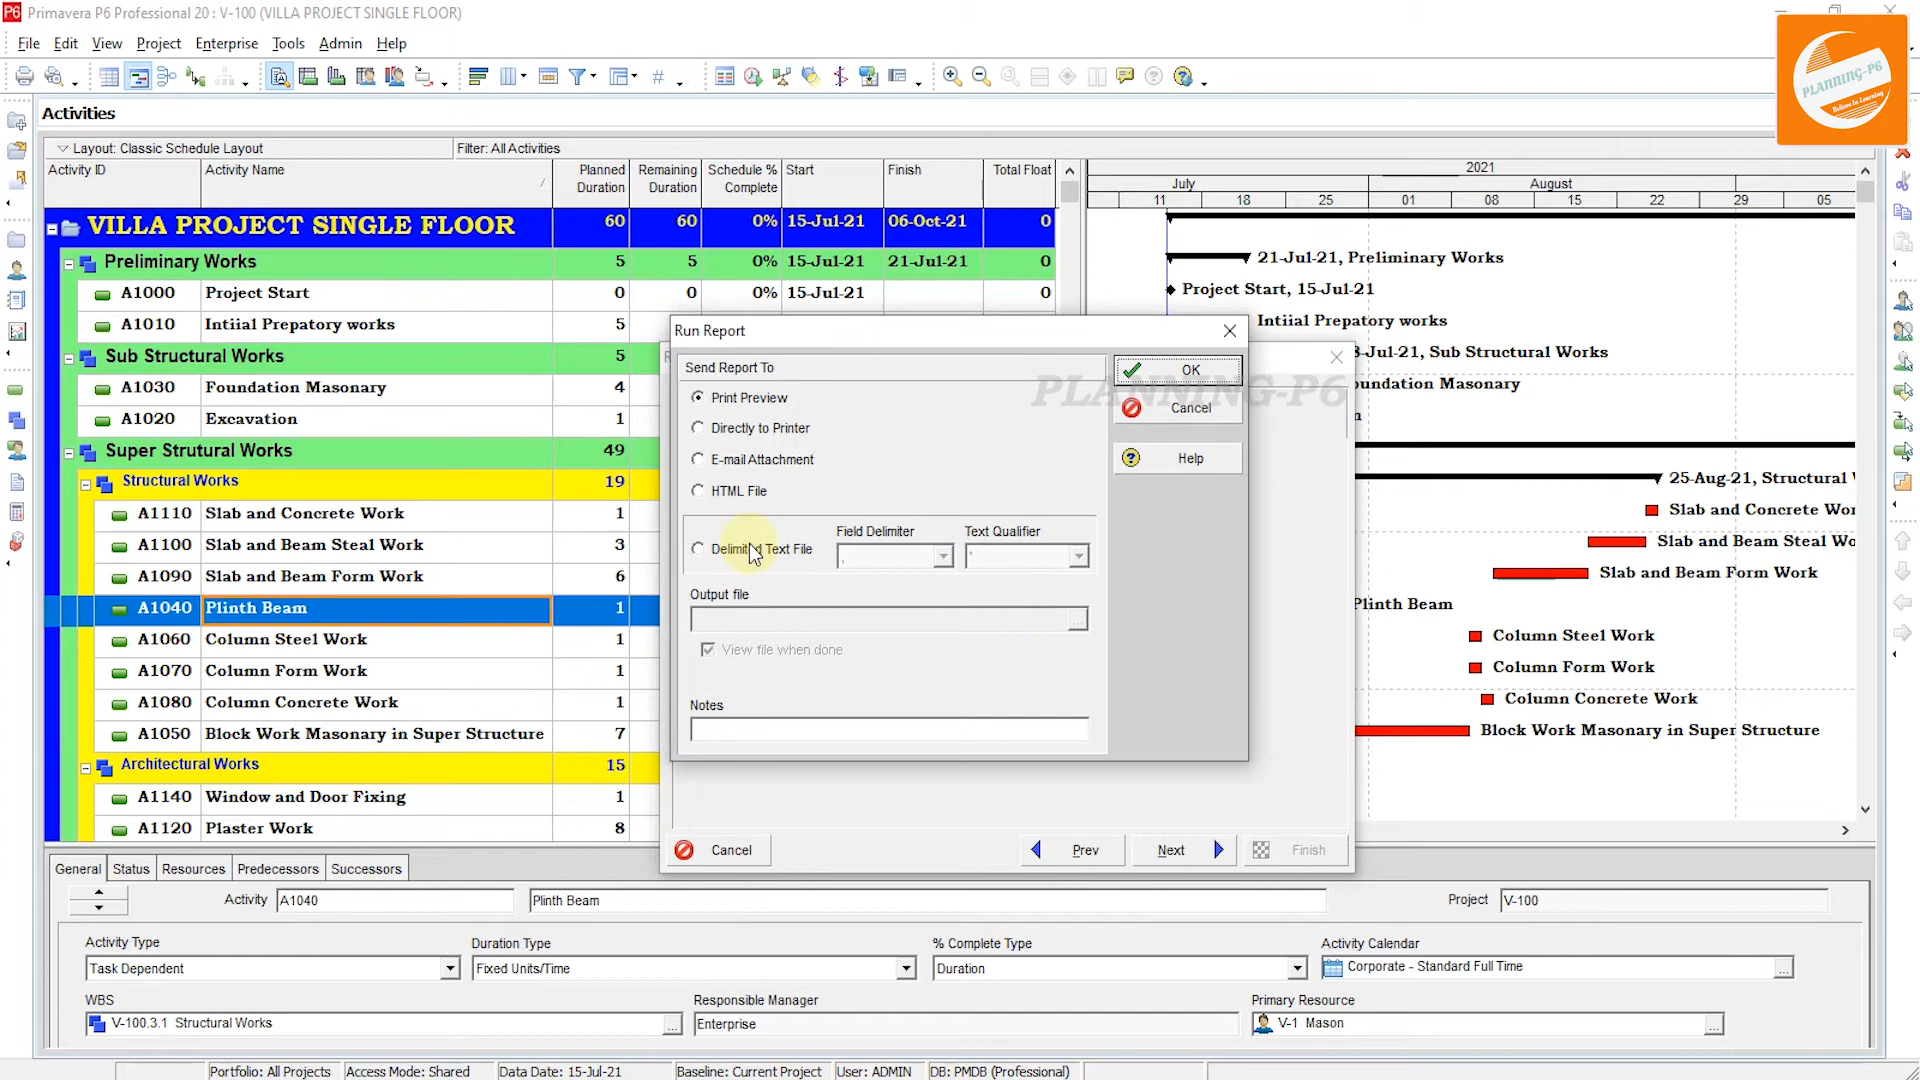 P6 Primavera P6 Professional 20 : V-100 (VILLA PROJECT SINGLE FLOOR)
File Edit View Project Enterprise Tools Admin Help
PLANNING-P6
Believe In Learning
Activities
Layout: Classic Schedule Layout Filter: All Activities
Activity ID Activity Name Planned Duration Remaining Duration Schedule % Complete Start Finish Total Float
2021
July August
11 18 25 01 08 15 22 29 05
VILLA PROJECT SINGLE FLOOR 60 60 0% 15-Jul-21 06-Oct-21 0
Preliminary Works 5 5 0% 15-Jul-21 21-Jul-21 0
21-Jul-21, Preliminary Works
A1000 Project Start 0 0 0% 15-Jul-21 0
Project Start, 15-Jul-21
A1010 Intiial Prepatory works 5
Intiial Prepatory works
Sub Structural Works 5
8-Jul-21, Sub Structural Works
A1030 Foundation Masonary 4
oundation Masonary
A1020 Excavation 1
n
Super Strutural Works 49
Structural Works 19
25-Aug-21, Structural
A1110 Slab and Concrete Work 1
Slab and Concrete Wor
A1100 Slab and Beam Steal Work 3
Slab and Beam Steal Wo
A1090 Slab and Beam Form Work 6
Slab and Beam Form Work
A1040 Plinth Beam 1
Plinth Beam
A1060 Column Steel Work 1
Column Steel Work
A1070 Column Form Work 1
Column Form Work
A1080 Column Concrete Work 1
Column Concrete Work
A1050 Block Work Masonary in Super Structure 7
Block Work Masonary in Super Structure
Architectural Works 15
A1140 Window and Door Fixing 1
A1120 Plaster Work 8
Run Report
Send Report To
OK
PLANNING-P6
Print Preview
Cancel
Directly to Printer
E-mail Attachment
Help
HTML File
Field Delimiter Text Qualifier
Delimited Text File , '
Output file
...
View file when done
Notes
Cancel Prev Next Finish
General Status Resources Predecessors Successors
Activity A1040 Plinth Beam Project V-100
Activity Type Duration Type % Complete Type Activity Calendar
Task Dependent Fixed Units/Time Duration Corporate - Standard Full Time ...
WBS Responsible Manager Primary Resource
V-100.3.1 Structural Works ... Enterprise V-1 Mason ...
Portfolio: All Projects Access Mode: Shared Data Date: 15-Jul-21 Baseline: Current Project User: ADMIN DB: PMDB (Professional)